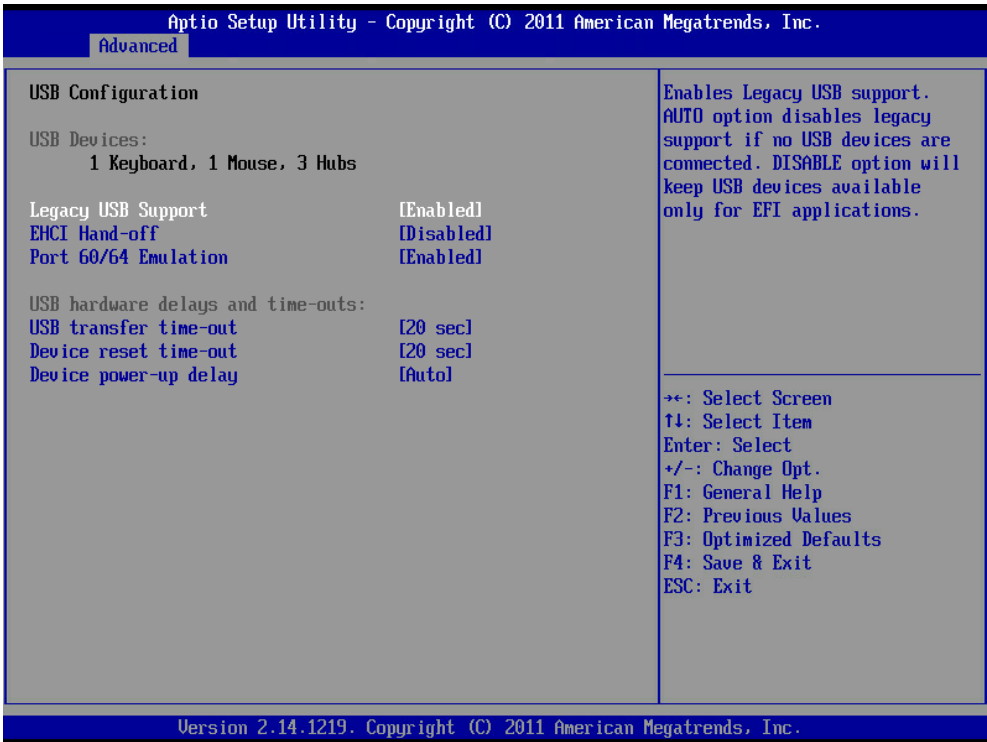 Aptio Setup Utility - Copyright (C) 2011 American Megatrends, Inc.
Advanced
USB Configuration
USB Devices:
1 Keyboard, 1 Mouse, 3 Hubs
Legacy USB Support [Enabled]
EHCI Hand-off [Disabled]
Port 60/64 Emulation [Enabled]
USB hardware delays and time-outs:
USB transfer time-out [20 sec]
Device reset time-out [20 sec]
Device power-up delay [Auto]
Enables Legacy USB support.
AUTO option disables legacy
support if no USB devices are
connected. DISABLE option will
keep USB devices available
only for EFI applications.
→←: Select Screen
↑↓: Select Item
Enter: Select
+/-: Change Opt.
F1: General Help
F2: Previous Values
F3: Optimized Defaults
F4: Save & Exit
ESC: Exit
Version 2.14.1219. Copyright (C) 2011 American Megatrends, Inc.